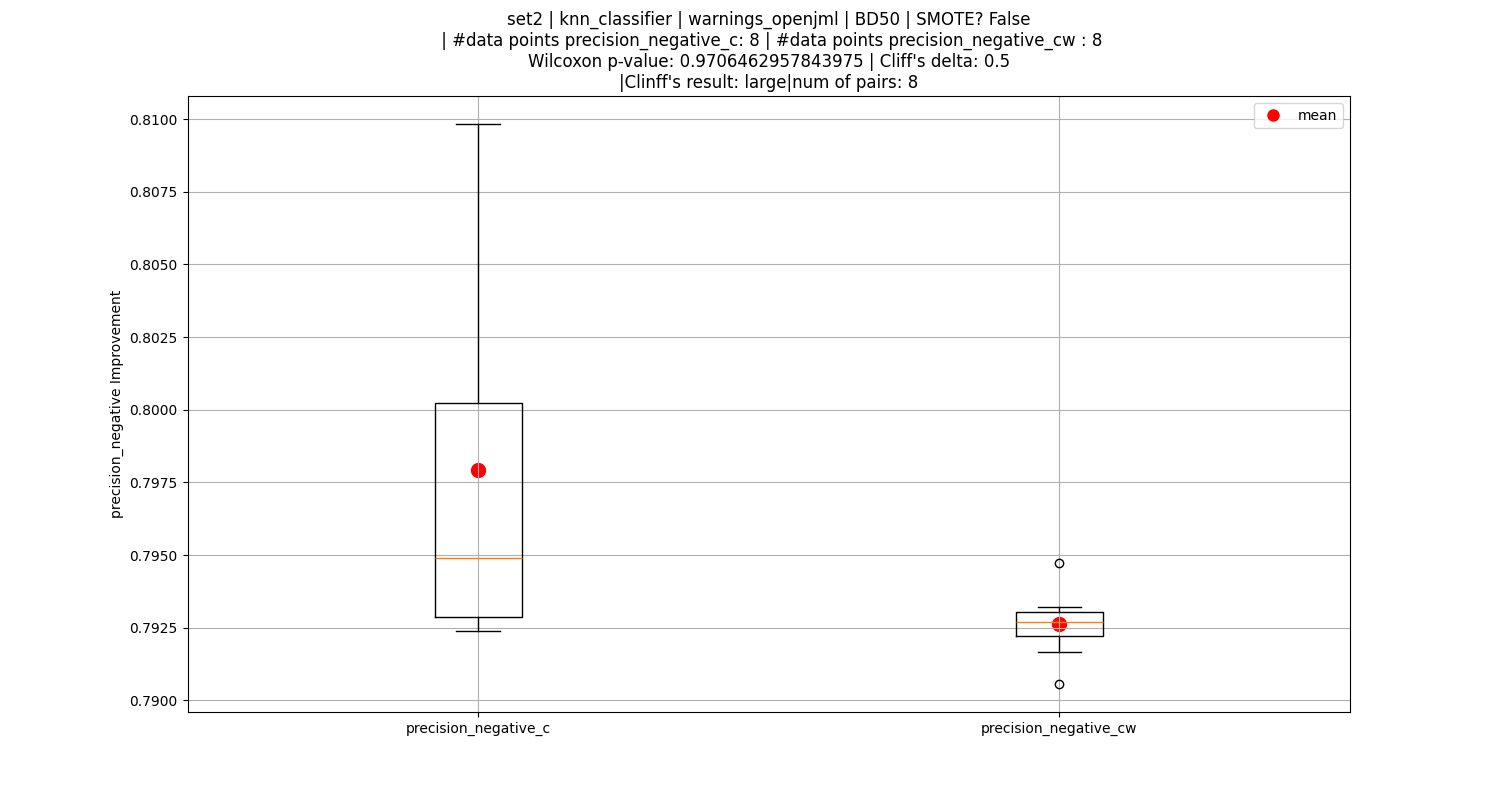 set2 | knn_classifier | warnings_openjml | BD50 | SMOTE? False
| #data points precision_negative_c: 8 | #data points precision_negative_cw : 8
Wilcoxon p-value: 0.9706462957843975 | Cliff's delta: 0.5
|Clinff's result: large|num of pairs: 8
mean
precision_negative Improvement
0.8100
0.8075
0.8050
0.8025
0.8000
0.7975
0.7950
0.7925
0.7900
precision_negative_c
precision_negative_cw